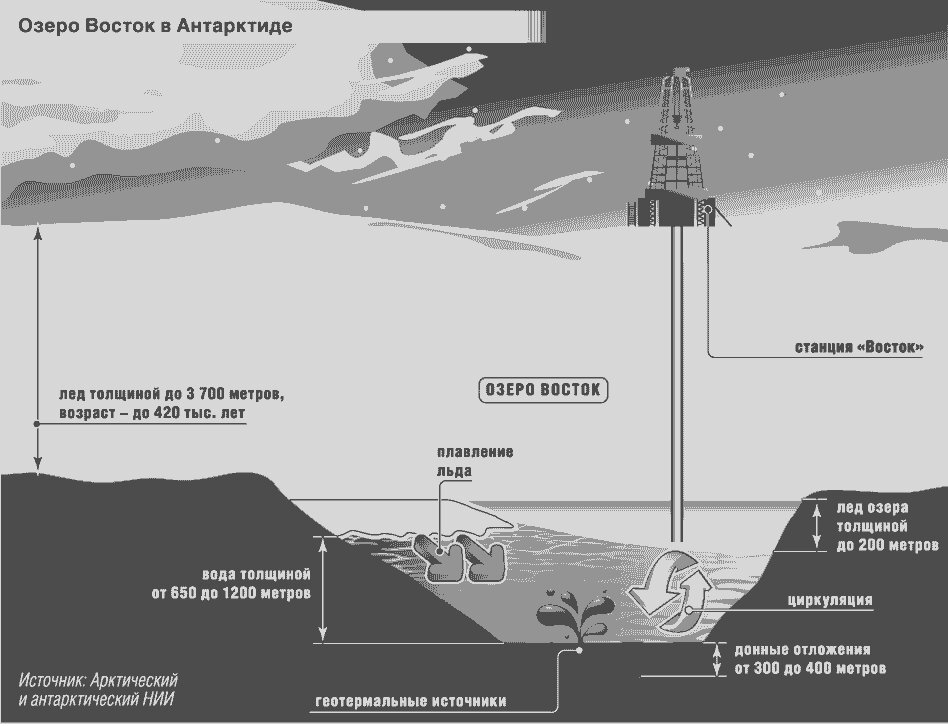 Озеро Восток в Антарктиде
станция «Восток»
лед толщиной до 3 700 метров,
возраст – до 420 тыс. лет
ОЗЕРО ВОСТОК
плавление
льда
лед озера
толщиной
до 200 метров
вода толщиной
от 650 до 1200 метров
циркуляция
донные отложения
от 300 до 400 метров
Источник: Арктический
и антарктический НИИ
геотермальные источники